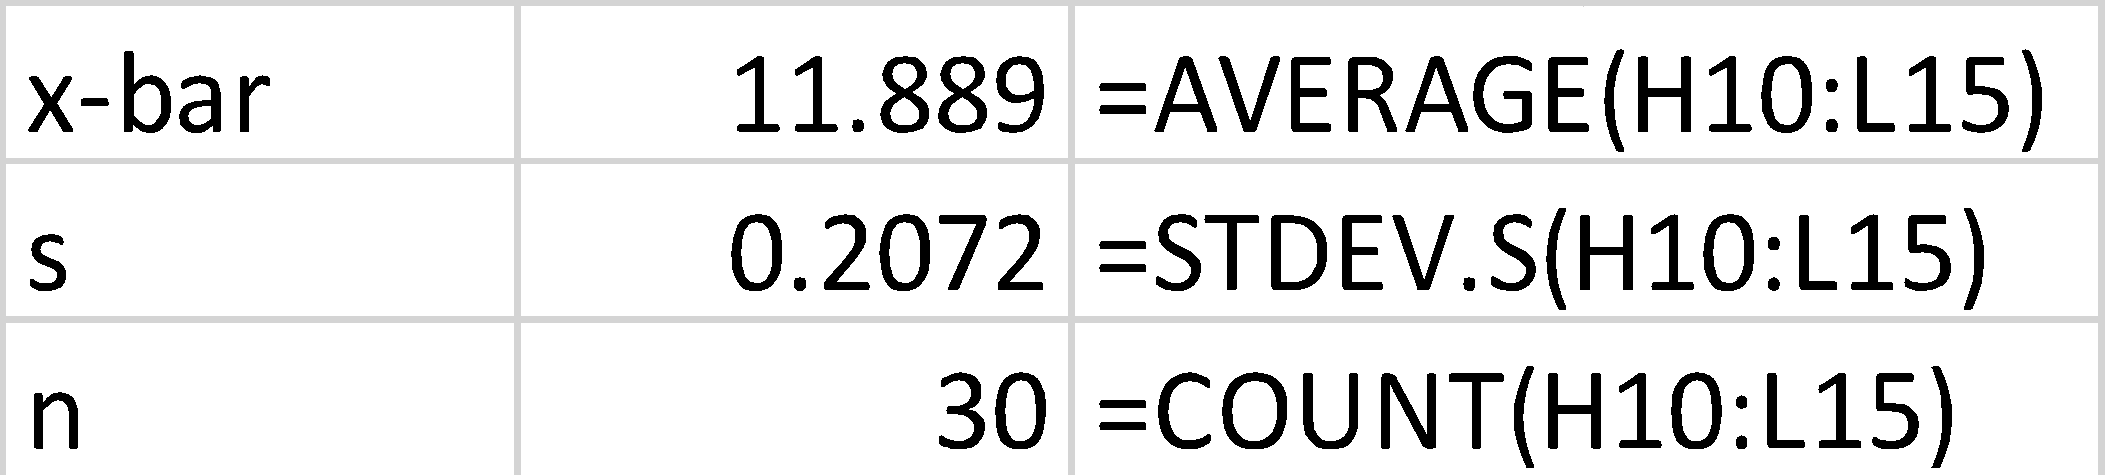 x-bar 11.889 =AVERAGE(H10:L15)
s 0.2072 =STDEV.S(H10:L15)
n 30 =COUNT(H10:L15)